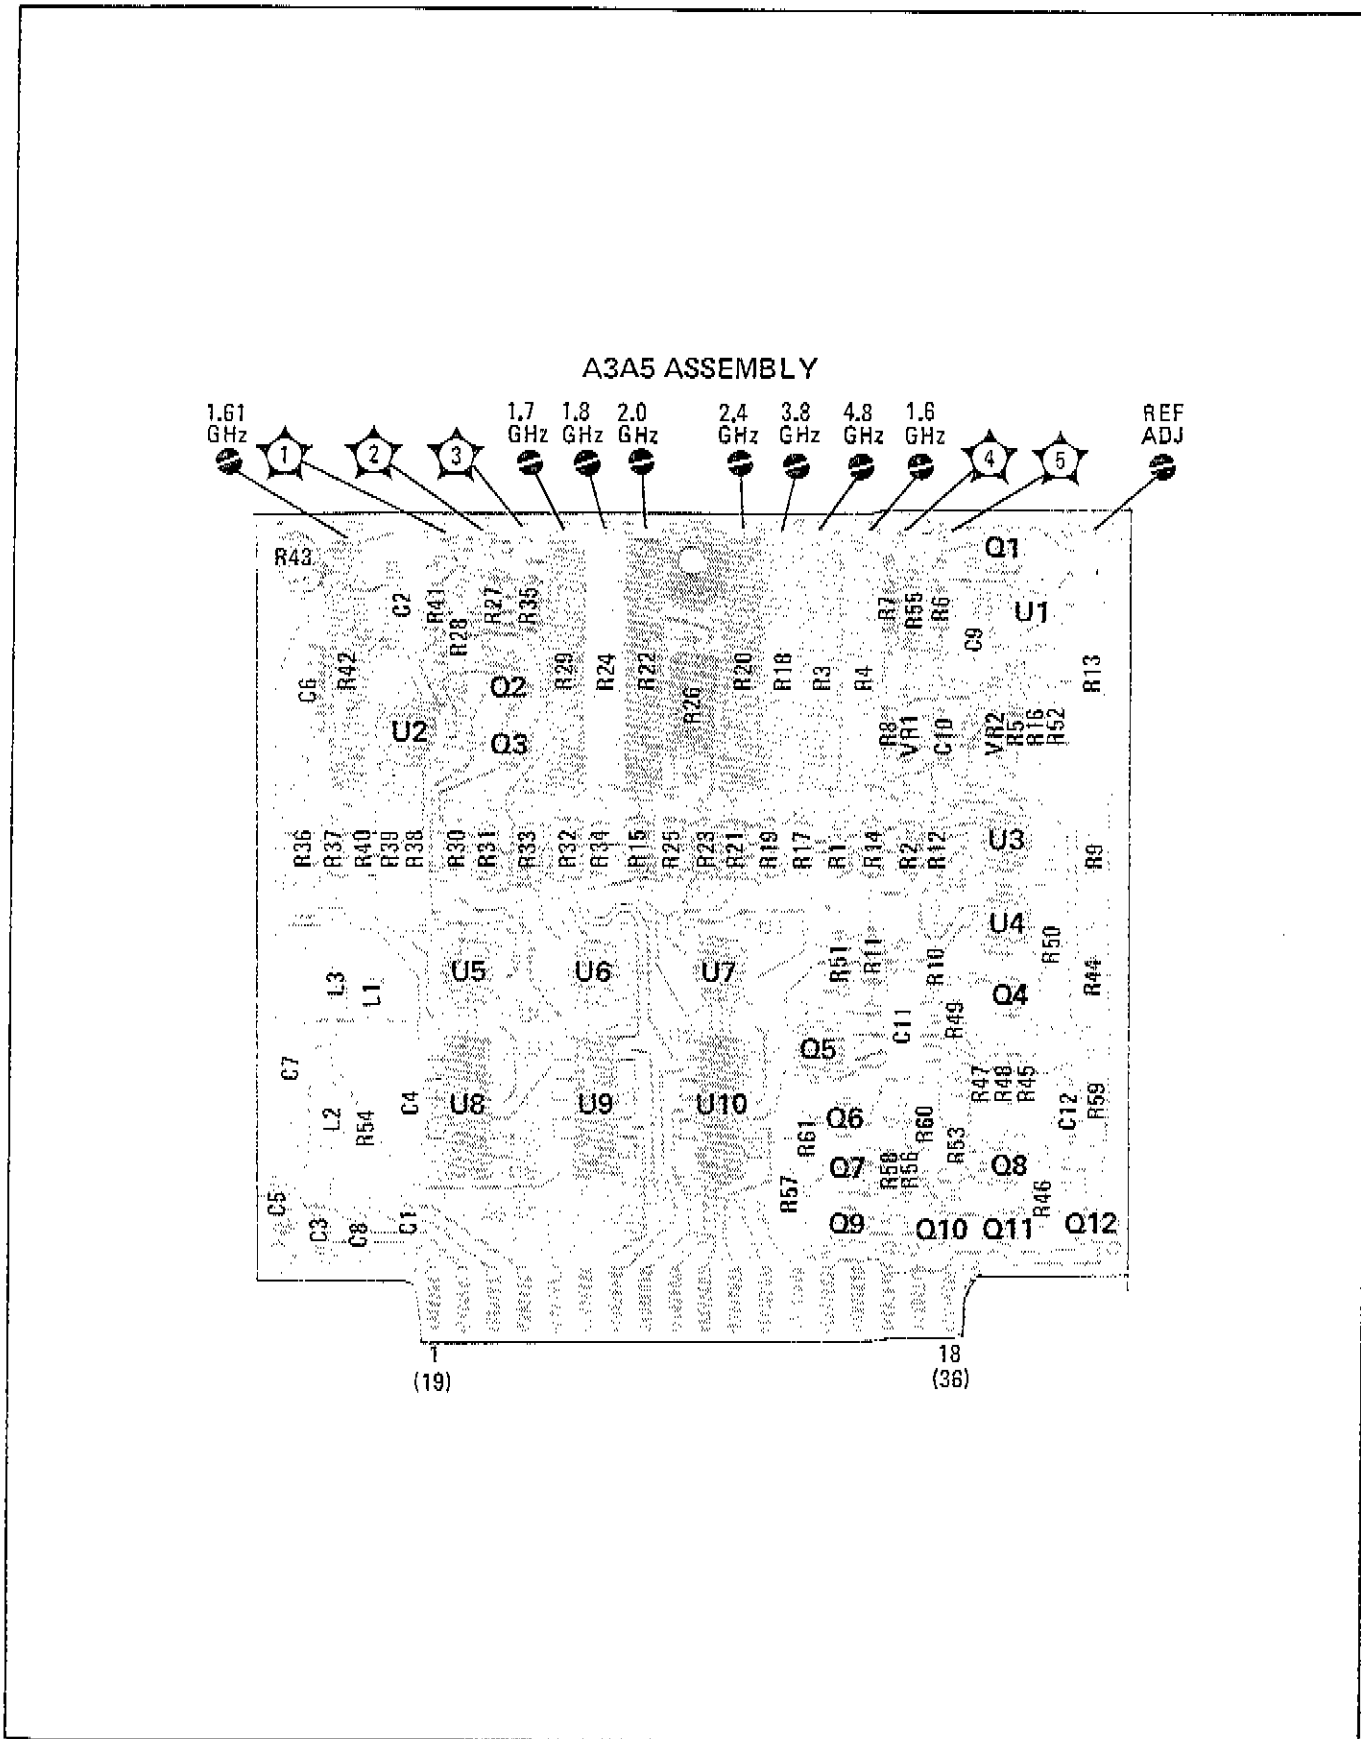 A3A5 ASSEMBLY
1.61 GHz
1
2
3
1.7 GHz
1.8 GHz
2.0 GHz
2.4 GHz
3.8 GHz
4.8 GHz
1.6 GHz
4
5
REF ADJ
R43
C2
R41
R28
R27
R35
R7
R55
R6
Q1
U1
C9
C6
R42
U2
Q2
Q3
R29
R24
R22
R26
R20
R18
R3
R4
R8
VR1
C10
VR2
R5
R16
R52
R13
R36
R37
R40
R39
R38
R30
R31
R33
R32
R34
R15
R25
R23
R21
R19
R17
R1
R14
R2
R12
U3
R9
L3
L1
U5
U6
U7
R51
R11
R10
U4
R50
Q4
R44
C7
L2
R54
C4
U8
U9
U10
Q5
C11
R49
R47
R48
R45
C12
R59
R61
Q6
R60
R53
R57
Q7
R58
R56
Q8
R46
C5
C3
C8
C1
Q9
Q10
Q11
Q12
1
(19)
18
(36)